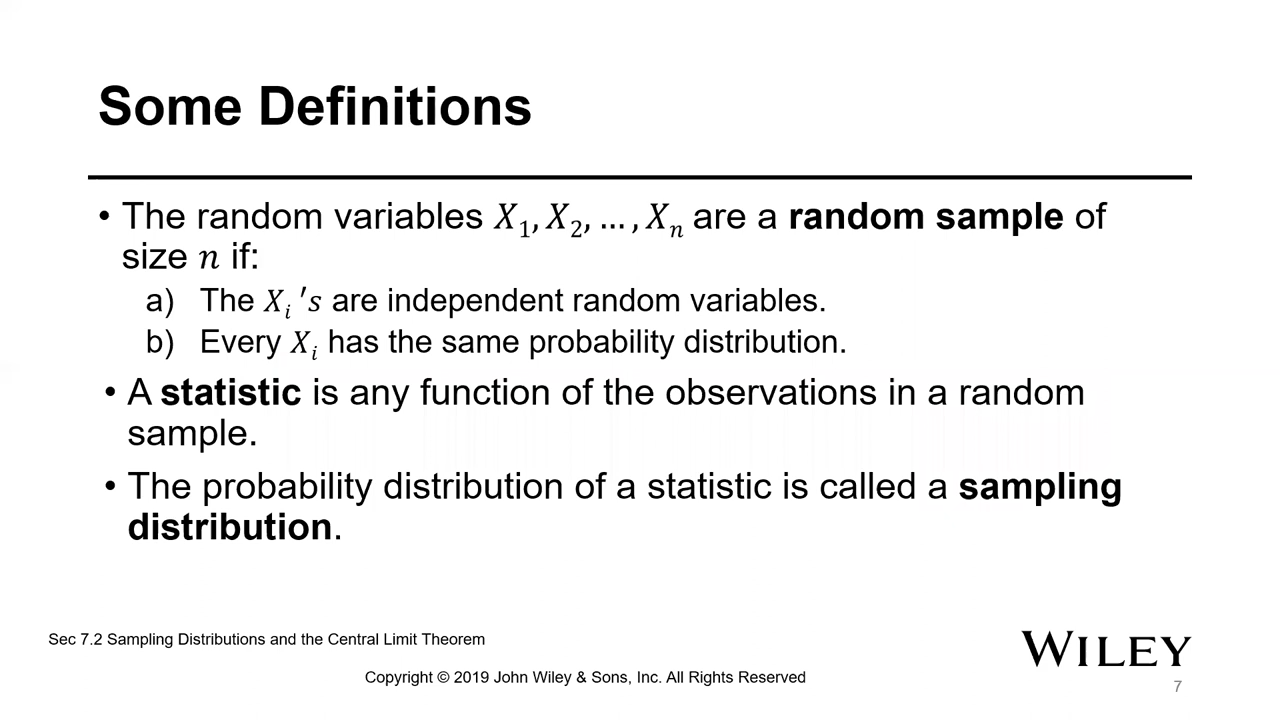 Some Definitions
• The random variables X₁, X₂, … , Xₙ are a random sample of
size n if:
a) The Xᵢ ′s are independent random variables.
b) Every Xᵢ has the same probability distribution.
• A statistic is any function of the observations in a random
sample.
• The probability distribution of a statistic is called a sampling
distribution.
Sec 7.2 Sampling Distributions and the Central Limit Theorem
WILEY
Copyright © 2019 John Wiley & Sons, Inc. All Rights Reserved
7